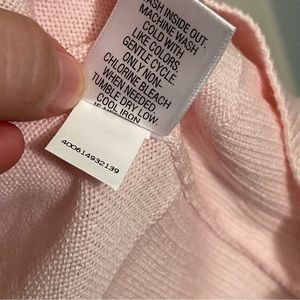 WASH INSIDE OUT.
MACHINE WASH
COLD WITH
LIKE COLORS,
GENTLE CYCLE.
ONLY NON-
CHLORINE BLEACH
WHEN NEEDED
TUMBLE DRY LOW.
COOL IRON
400614932139